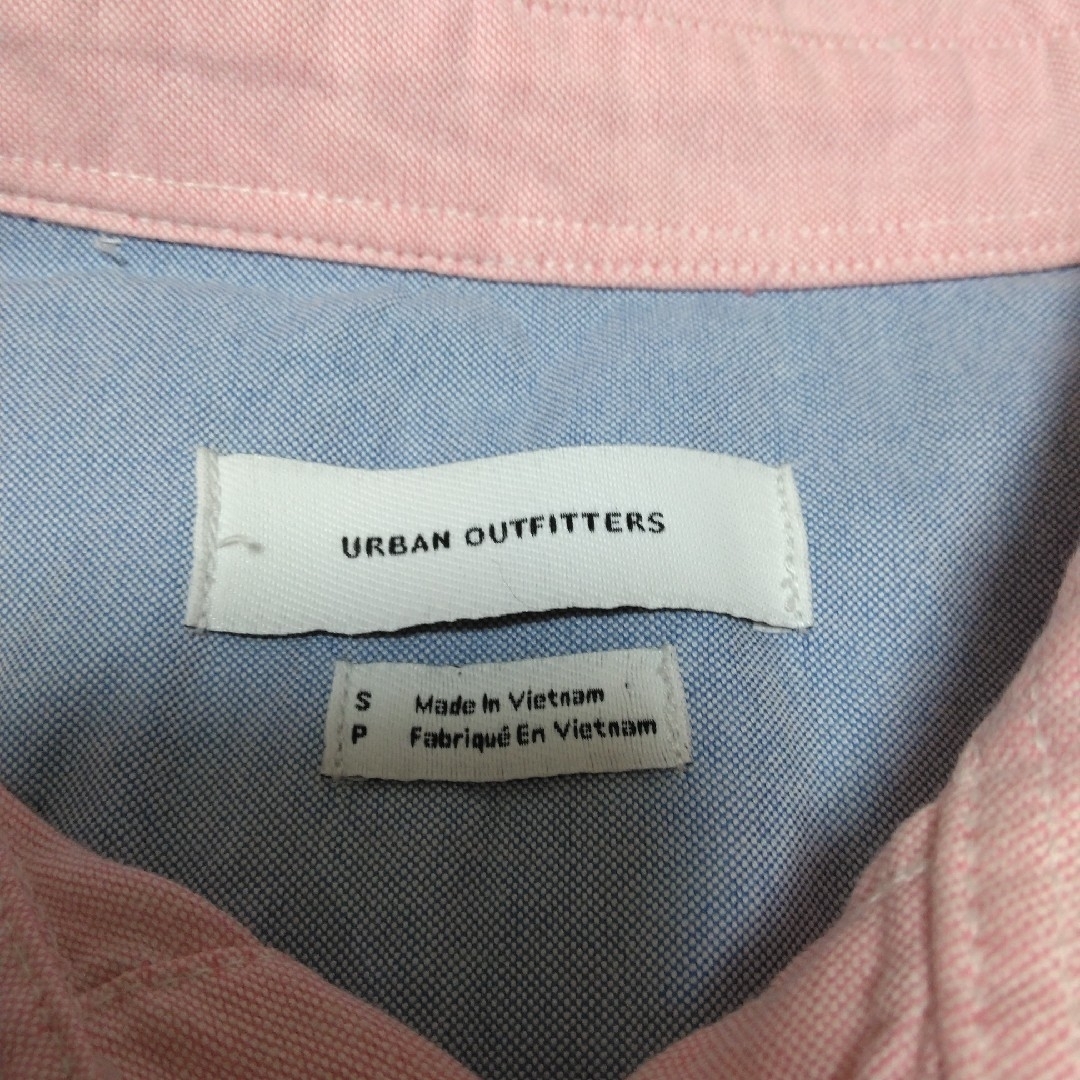 URBAN OUTFITTERS
S Made In Vietnam
P Fabriqué En Vietnam